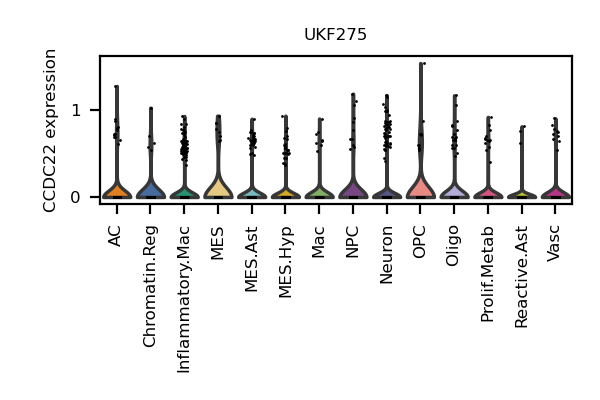 UKF275
CCDC22 expression
1
0
AC
Chromatin.Reg
Inflammatory.Mac
MES
MES.Ast
MES.Hyp
Mac
NPC
Neuron
OPC
Oligo
Prolif.Metab
Reactive.Ast
Vasc